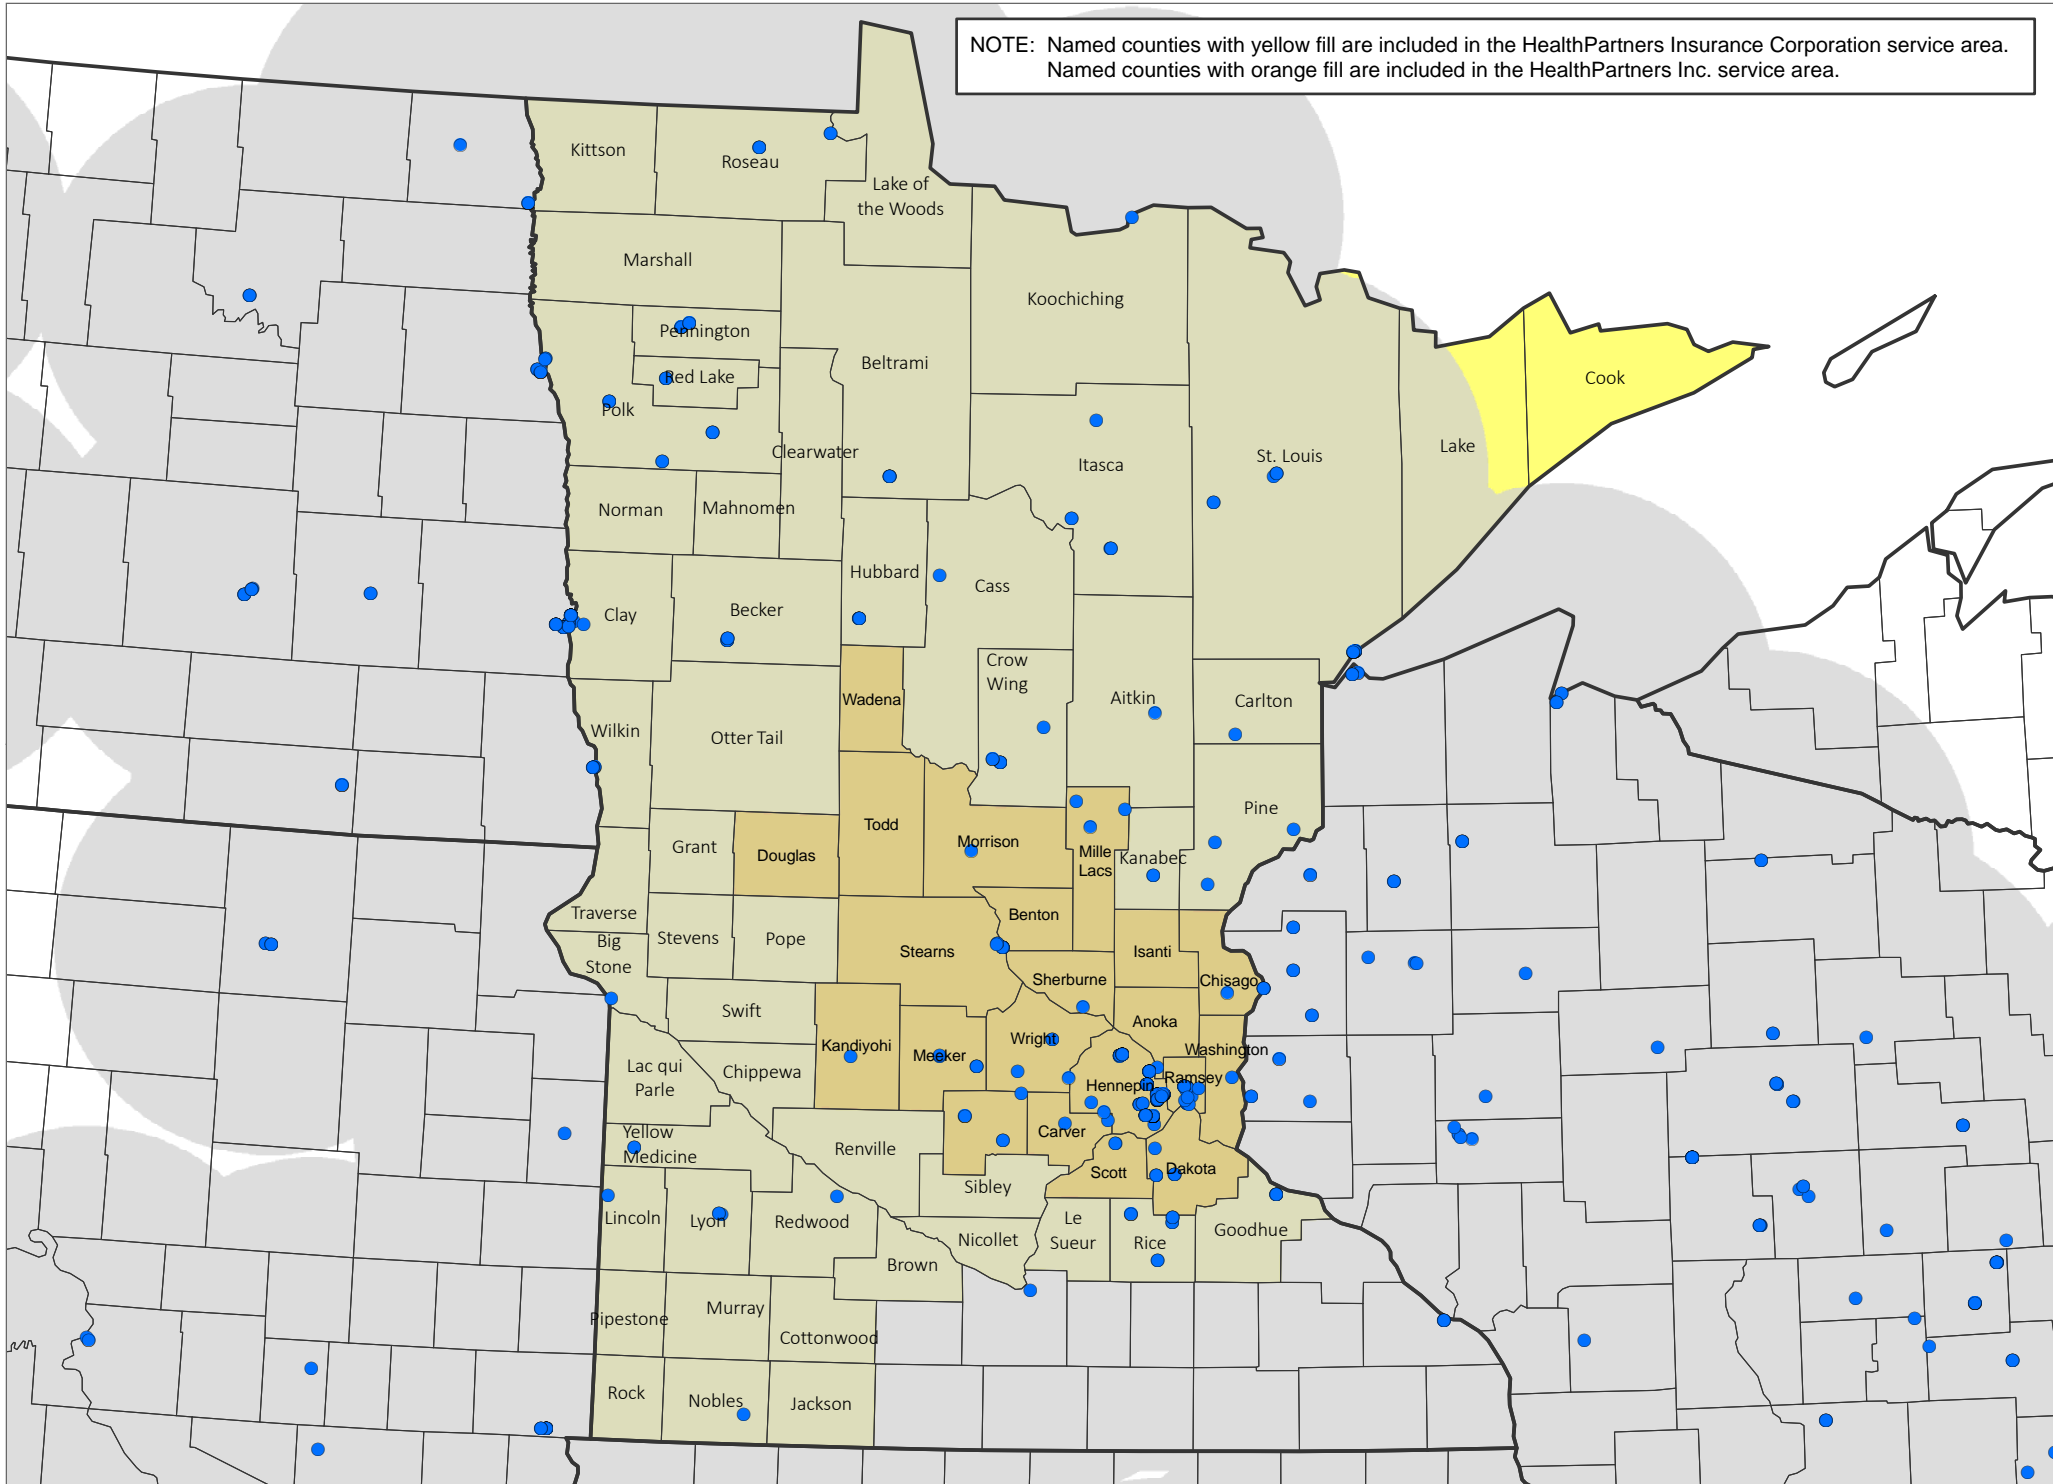 NOTE: Named counties with yellow fill are included in the HealthPartners Insurance Corporation service area.
Named counties with orange fill are included in the HealthPartners Inc. service area.
Kittson
Roseau
Lake of
the Woods
Marshall
Koochiching
Pennington
Beltrami
Red Lake
Cook
Polk
Clearwater
Itasca
St. Louis
Lake
Norman
Mahnomen
Hubbard
Cass
Clay
Becker
Crow
Wing
Wadena
Aitkin
Carlton
Wilkin
Otter Tail
Todd
Morrison
Pine
Grant
Douglas
Mille
Lacs
Kanabec
Traverse
Benton
Stevens
Pope
Big
Stone
Stearns
Isanti
Sherburne
Chisago
Swift
Anoka
Kandiyohi
Meeker
Wright
Washington
Lac qui
Parle
Chippewa
Hennepin
Ramsey
Yellow
Medicine
Renville
Carver
Scott
Dakota
Sibley
Lincoln
Lyon
Redwood
Nicollet
Le
Sueur
Rice
Goodhue
Brown
Pipestone
Murray
Cottonwood
Rock
Nobles
Jackson